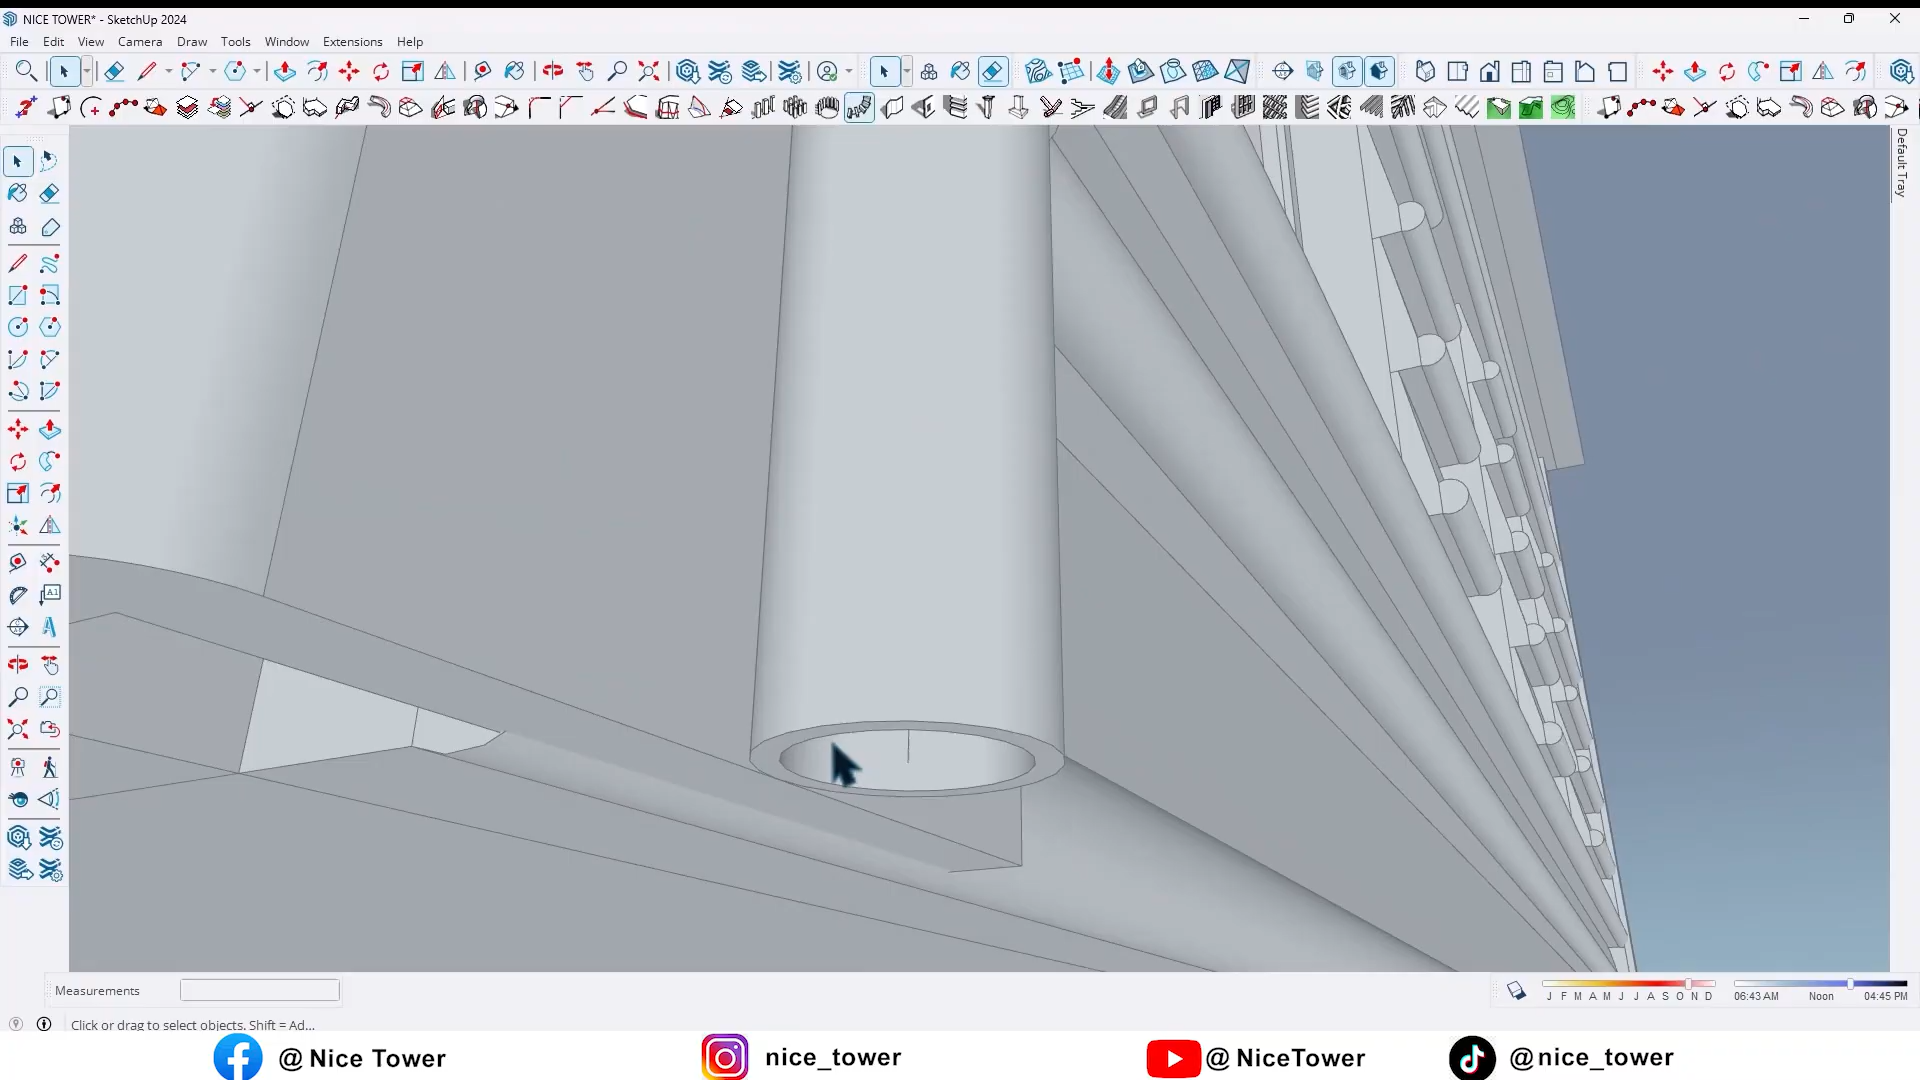 NICE TOWER* - SketchUp 2024
File Edit View Camera Draw Tools Window Extensions Help
Default Tray
A1
Measurements
J F M A M J J A S O N D
06:43 AM Noon 04:45 PM
Click or drag to select objects. Shift = Ad...
@ Nice Tower
nice_tower
@ NiceTower
@nice_tower